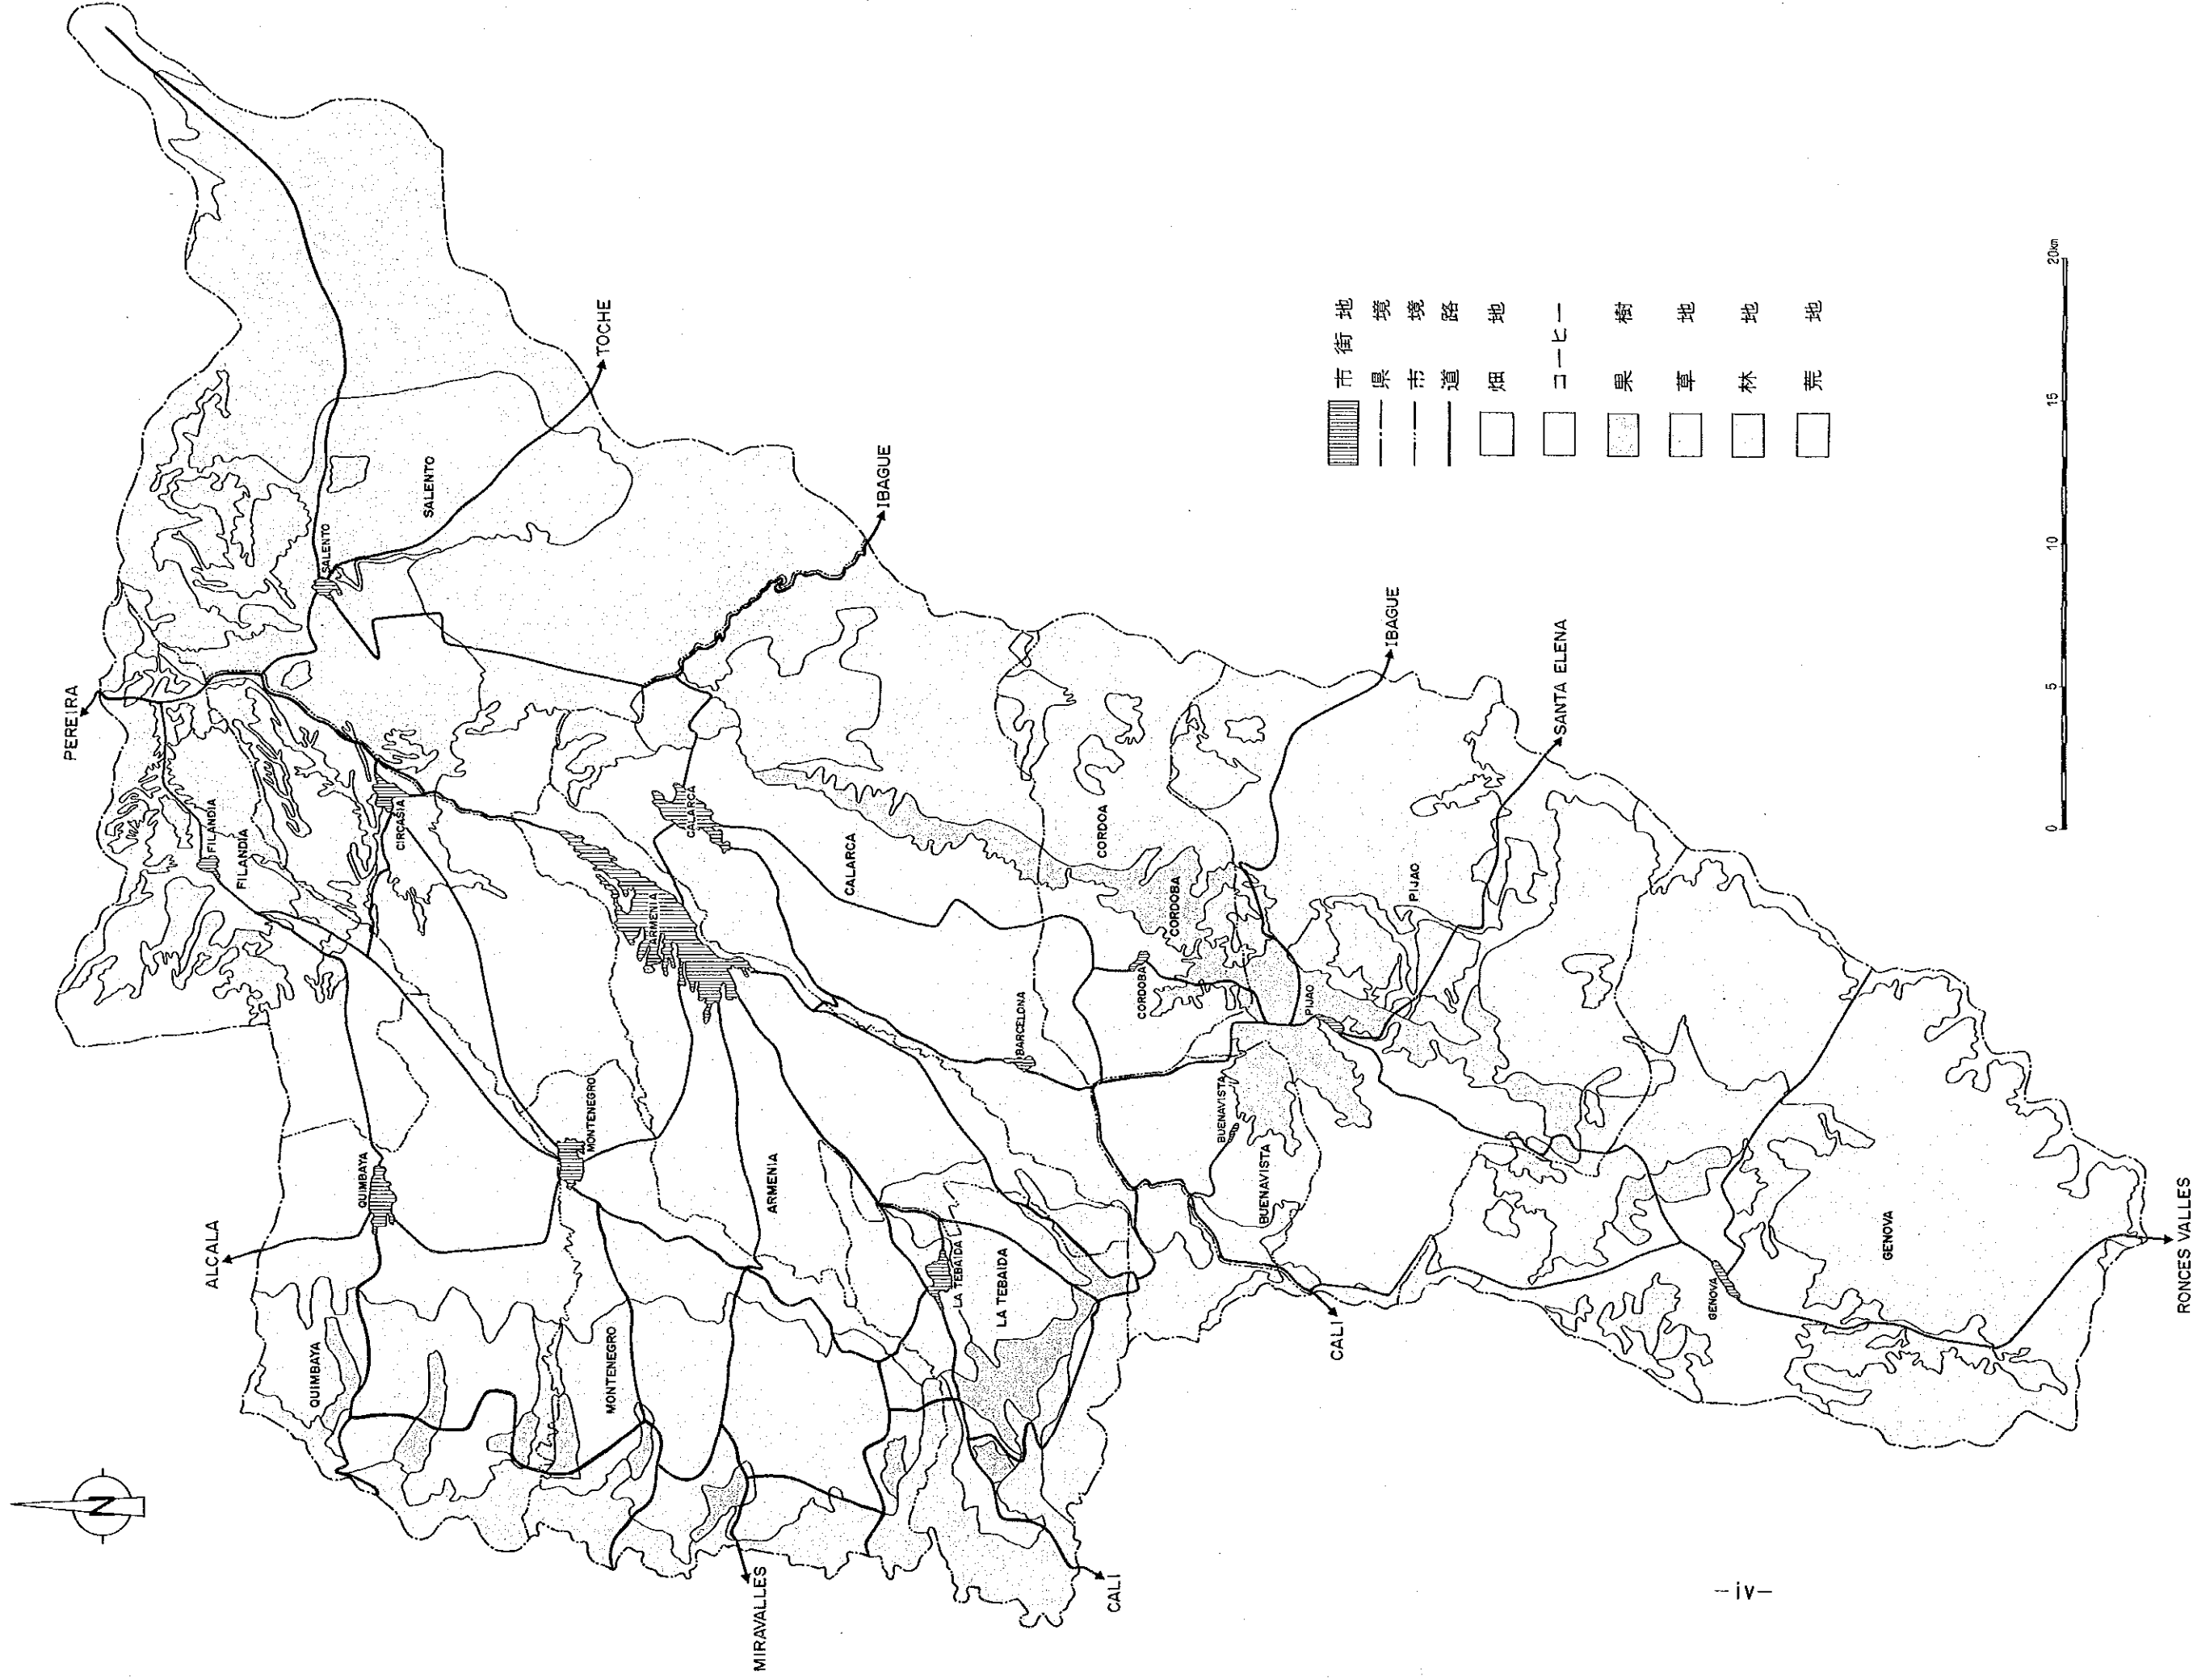 PEREIRA
ALCALA
FILANDIA
FILANDIA
SALENTO
SALENTO
TOCHE
CIRCASIA
QUIMBAYA
QUIMBAYA
MONTENEGRO
MONTENEGRO
ARMENIA
ARMENIA
CALARCA
CALARCA
IBAGUE
MIRAVALLES
LA TEBAIDA
LA TEBAIDA
CALI
BARCELONA
CORDOA
CORDOBA
CORDOBA
BUENAVISTA
BUENAVISTA
PIJAO
PIJAO
IBAGUE
SANTA ELENA
CALI
GENOVA
GENOVA
RONCES VALLES
N
市街地
県境
市境
道路
畑地
コーヒー
果樹
草地
林地
荒地
0 5 10 15 20km
—iv—